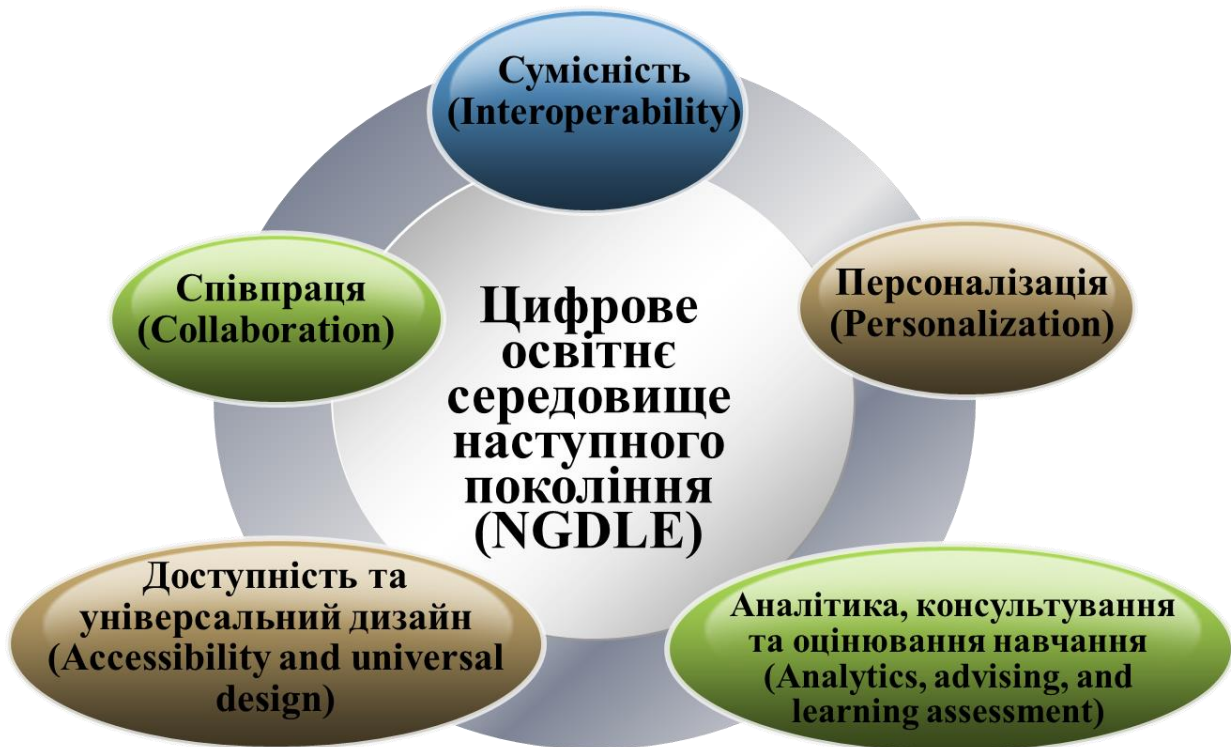 Сумісність
(Interoperability)
Співпраця
(Collaboration)
Персоналізація
(Personalization)
Цифрове
освітнє
середовище
наступного
покоління
(NGDLE)
Доступність та
універсальний дизайн
(Accessibility and universal
design)
Аналітика, консультування
та оцінювання навчання
(Analytics, advising, and
learning assessment)